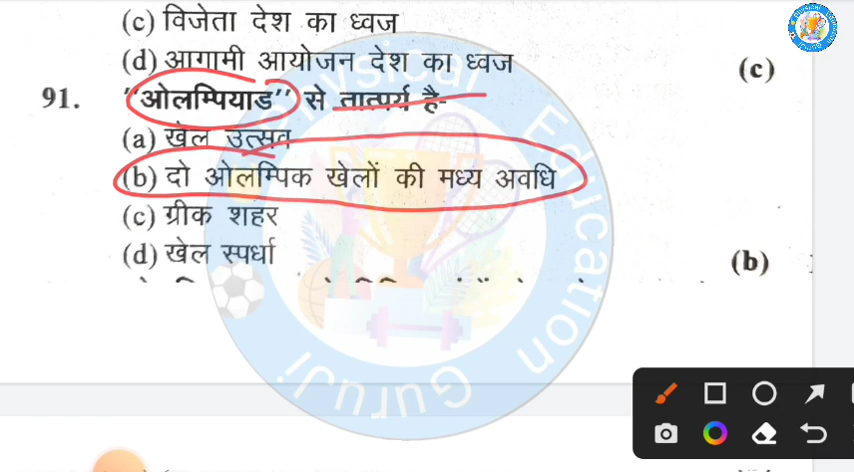 (c) विजेता देश का ध्वज
(d) आगामी आयोजन देश का ध्वज
(c)
91. "ओलम्पियाड" से तात्पर्य है-
(a) खेल उत्सव
(b) दो ओलम्पिक खेलों की मध्य अवधि
(c) ग्रीक शहर
(d) खेल स्पर्धा
(b)
Physical Education Guruji